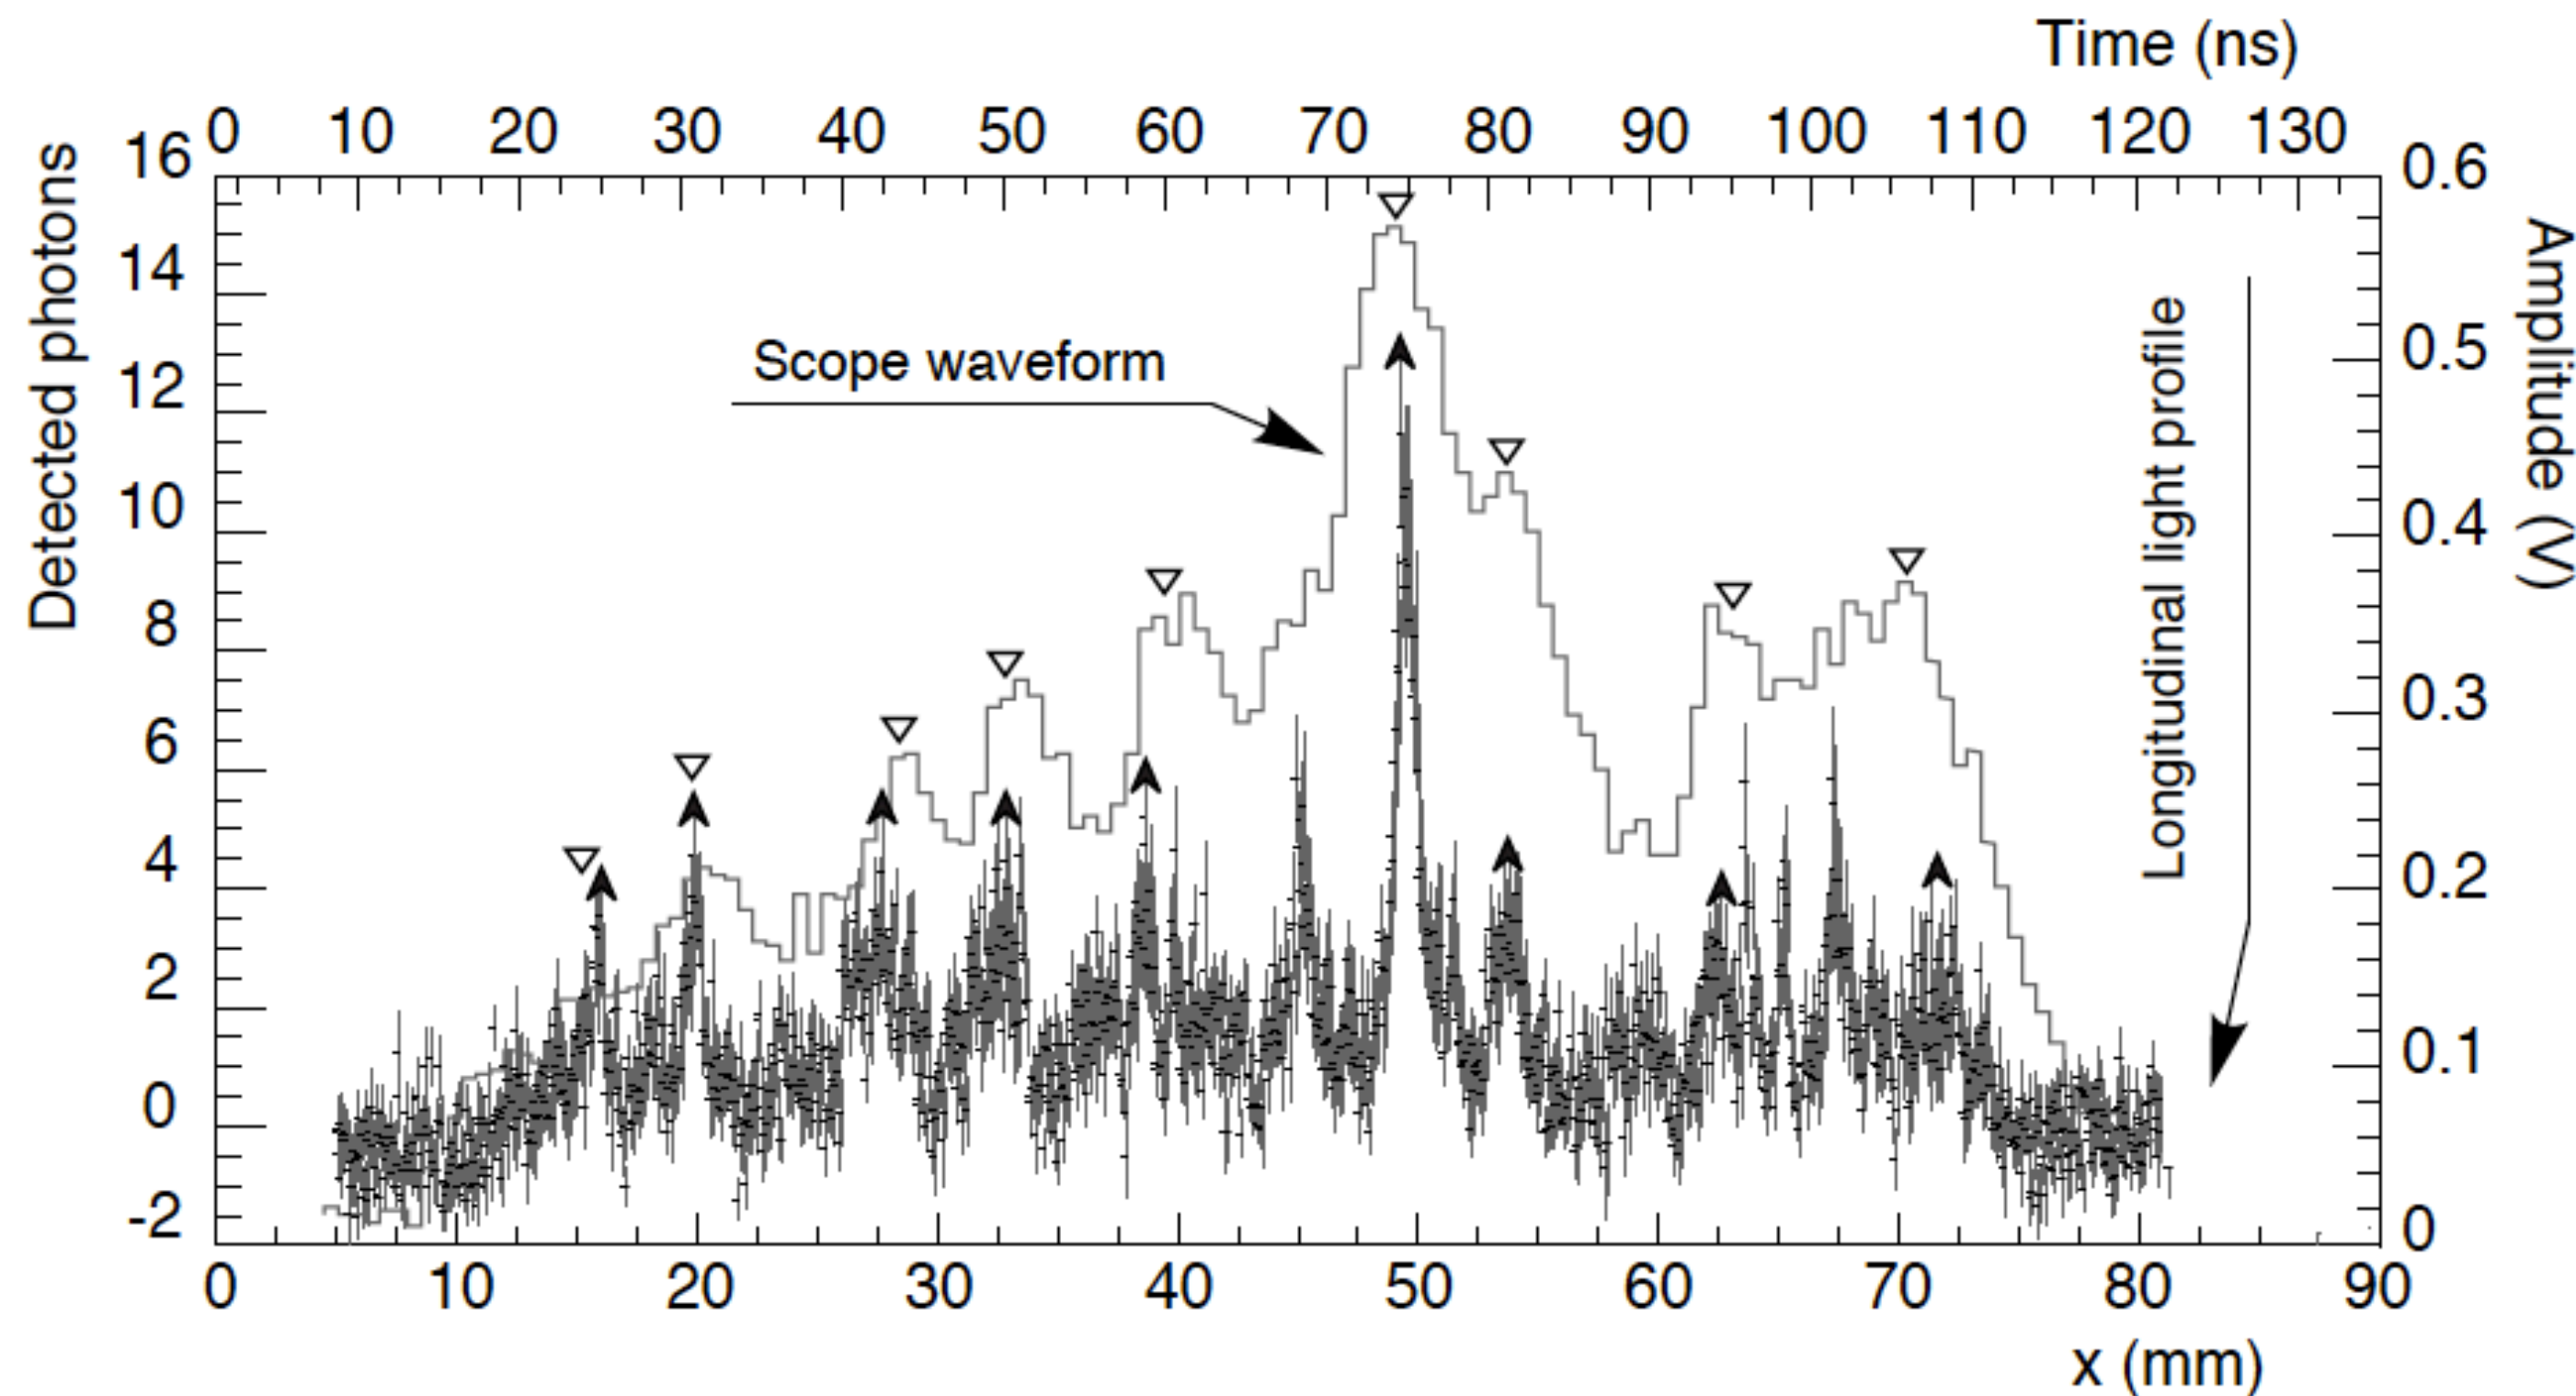 Time (ns)
0 10 20 30 40 50 60 70 80 90 100 110 120 130
Detected photons
16
14
12
10
8
6
4
2
0
-2
Scope waveform
Longitudinal light profile
0.6
0.5
0.4
0.3
0.2
0.1
0
Amplitude (V)
0 10 20 30 40 50 60 70 80 90
x (mm)